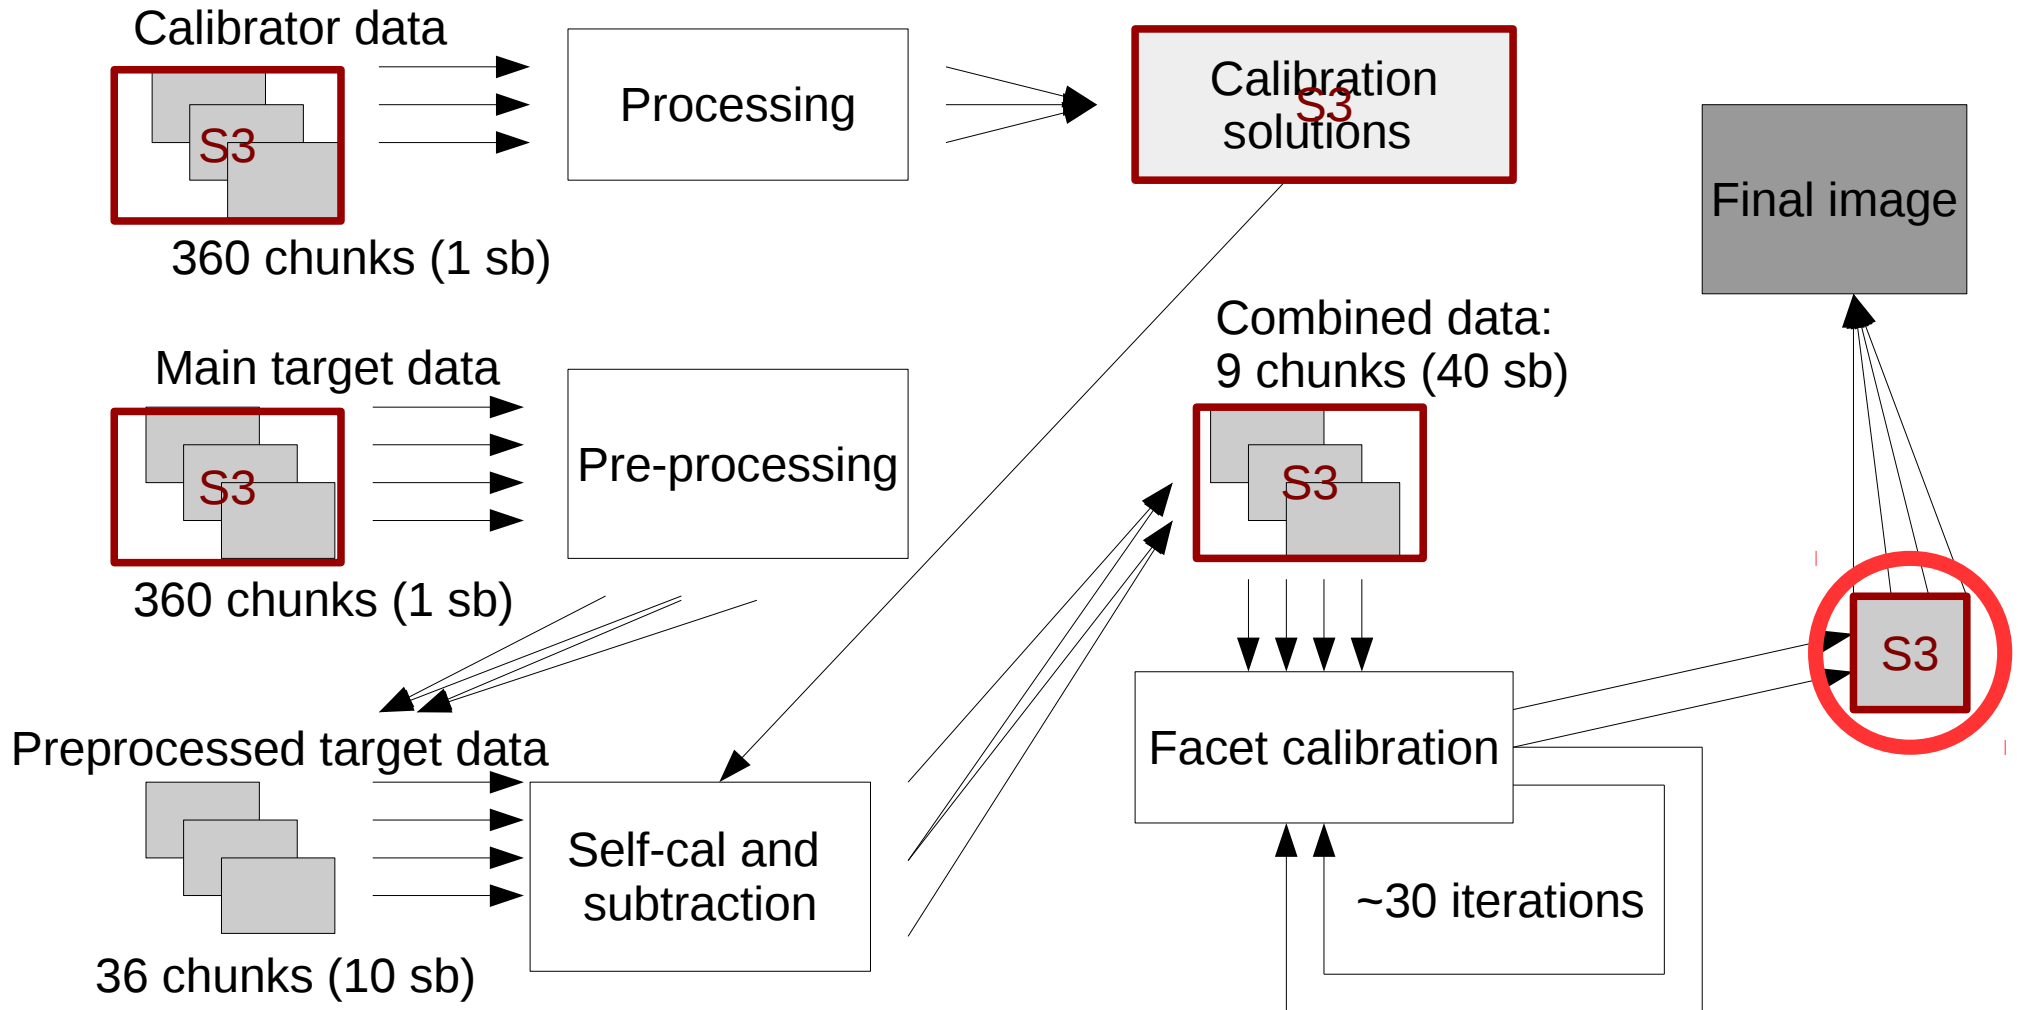 Calibrator data
S3
360 chunks (1 sb)
Processing
Calibration
S3
solutions
Final image
Main target data
S3
360 chunks (1 sb)
Pre-processing
Combined data:
9 chunks (40 sb)
S3
Preprocessed target data
36 chunks (10 sb)
Self-cal and
subtraction
Facet calibration
~30 iterations
S3